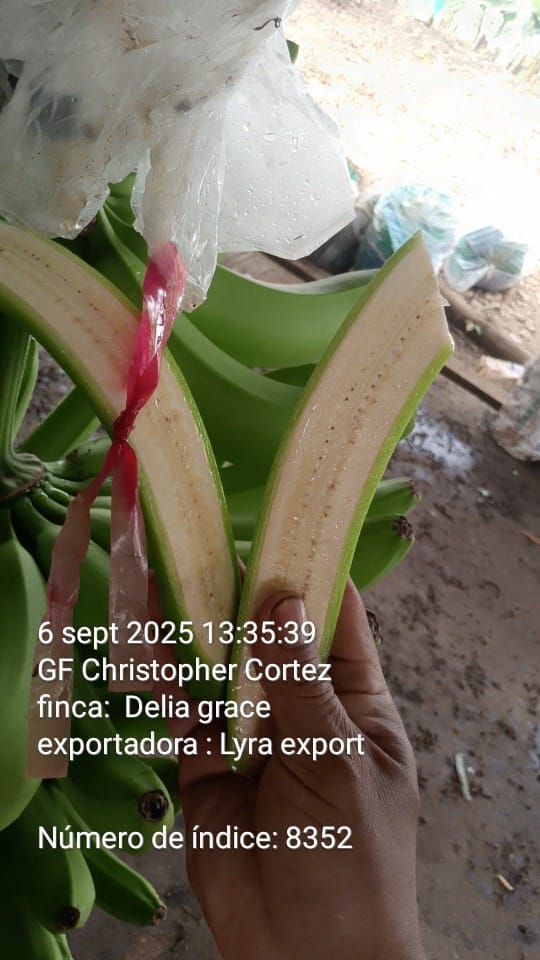 6 sept 2025 13:35:39
GF Christopher Cortez
finca:  Delia grace
exportadora : Lyra export
Número de índice: 8352